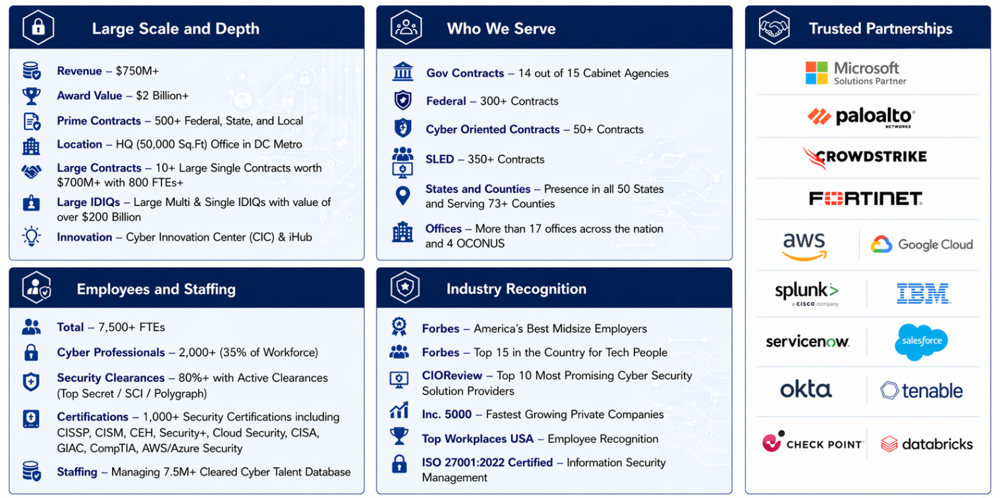 Large Scale and Depth
Revenue – $750M+
Award Value – $2 Billion+
Prime Contracts – 500+ Federal, State, and Local
Location – HQ (50,000 Sq.Ft) Office in DC Metro
Large Contracts – 10+ Large Single Contracts worth
$700M+ with 800 FTEs+
Large IDIQs – Large Multi & Single IDIQs with value of
over $200 Billion
Innovation – Cyber Innovation Center (CIC) & iHub
Who We Serve
Gov Contracts – 14 out of 15 Cabinet Agencies
Federal – 300+ Contracts
Cyber Oriented Contracts – 50+ Contracts
SLED – 350+ Contracts
States and Counties – Presence in all 50 States
and Serving 73+ Counties
Offices – More than 17 offices across the nation
and 4 OCONUS
Employees and Staffing
Total – 7,500+ FTEs
Cyber Professionals – 2,000+ (35% of Workforce)
Security Clearances – 80%+ with Active Clearances
(Top Secret / SCI / Polygraph)
Certifications – 1,000+ Security Certifications including
CISSP, CISM, CEH, Security+, Cloud Security, CISA,
GIAC, CompTIA, AWS/Azure Security
Staffing – Managing 7.5M+ Cleared Cyber Talent Database
Industry Recognition
Forbes – America's Best Midsize Employers
Forbes – Top 15 in the Country for Tech People
CIOReview – Top 10 Most Promising Cyber Security
Solution Providers
Inc. 5000 – Fastest Growing Private Companies
Top Workplaces USA – Employee Recognition
ISO 27001:2022 Certified – Information Security
Management
Trusted Partnerships
Microsoft
Solutions Partner
paloalto®
NETWORKS
CROWDSTRIKE
FORTINET®
aws
Google Cloud
splunk>
a CISCO company
IBM®
servicenow®
salesforce
okta
tenable
CHECK POINT™
databricks